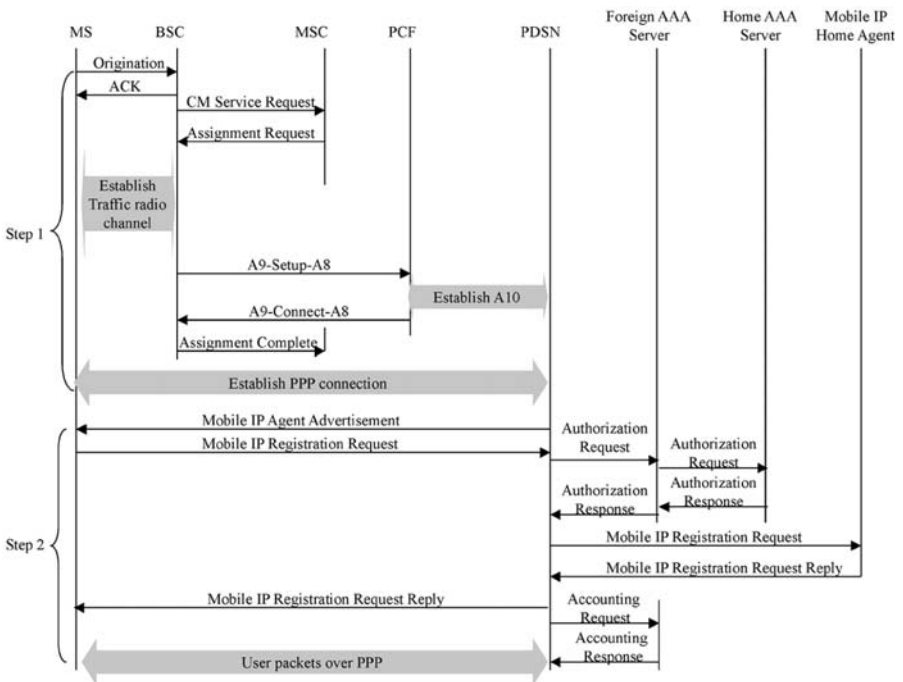 Foreign AAA Home AAA Mobile IP
MS BSC MSC PCF PDSN Server Server Home Agent
Origination
ACK
CM Service Request
Assignment Request
Establish
Traffic radio
channel
Step 1
A9-Setup-A8
Establish A10
A9-Connect-A8
Assignment Complete
Establish PPP connection
Mobile IP Agent Advertisement
Authorization
Request
Mobile IP Registration Request
Authorization
Request
Authorization
Response
Authorization
Response
Step 2
Mobile IP Registration Request
Mobile IP Registration Request Reply
Mobile IP Registration Request Reply
Accounting
Request
Accounting
Response
User packets over PPP